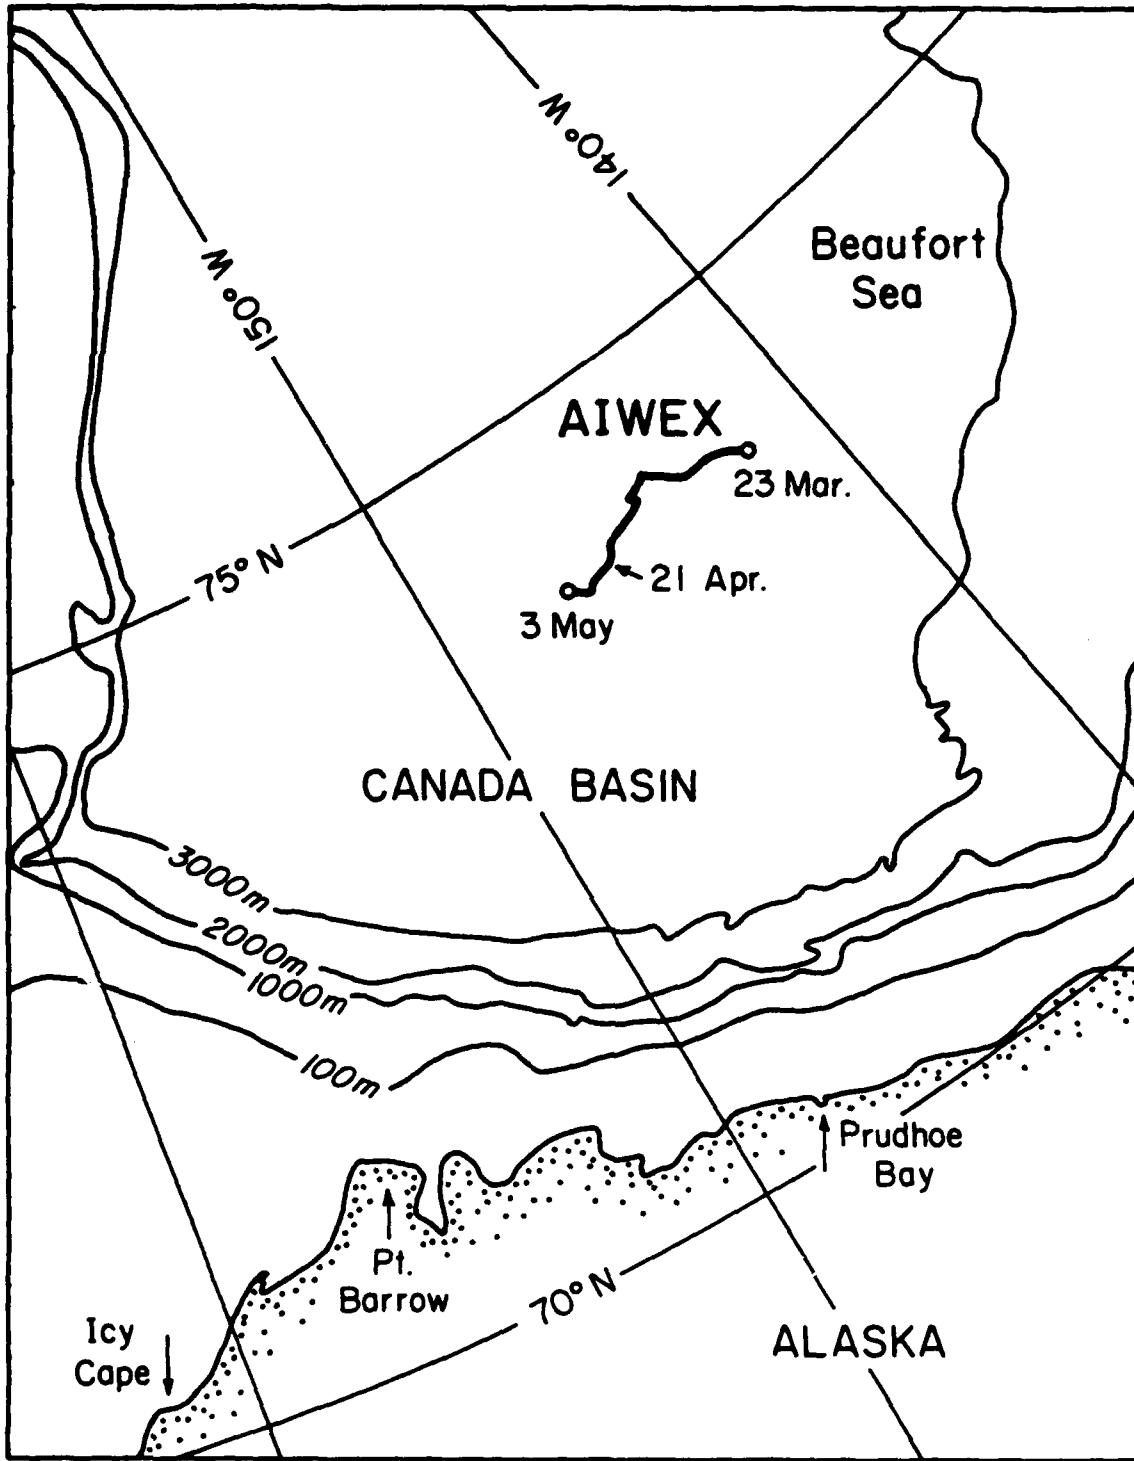 140° W
150° W
Beaufort
Sea
AIWEX
23 Mar.
75° N
21 Apr.
3 May
CANADA BASIN
3000m
2000m
1000m
100m
Prudhoe
Bay
Pt.
Barrow
70° N
Icy
Cape
ALASKA